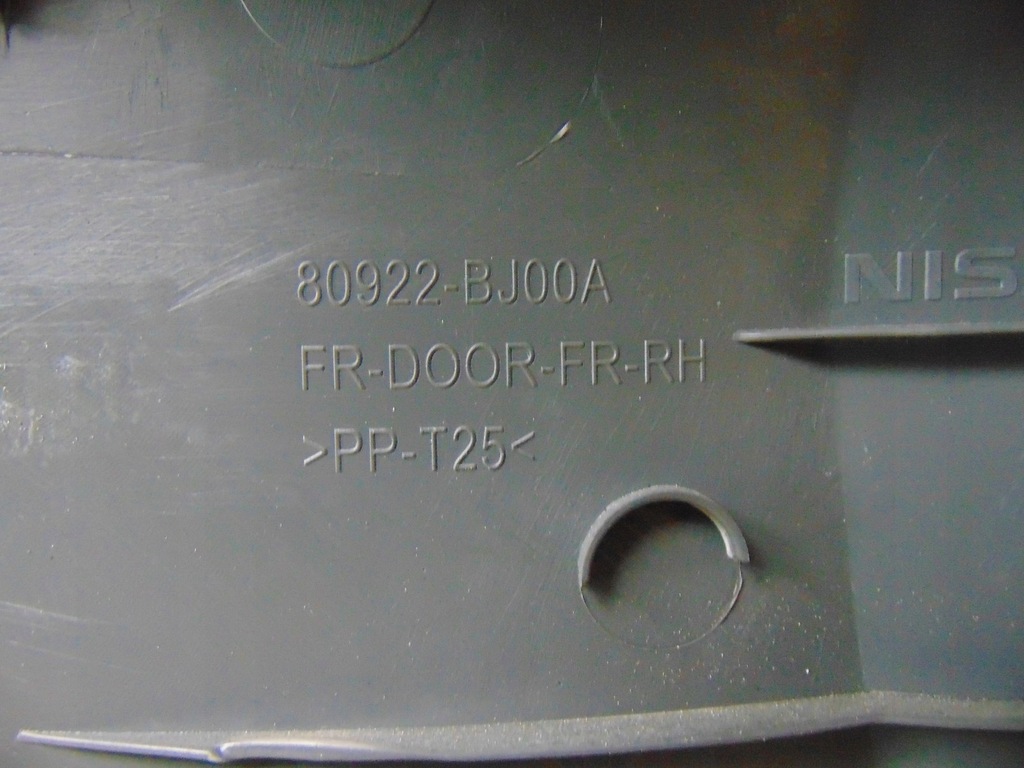 80922-BJ00A
NIS
FR-DOOR-FR-RH
>PP-T25<